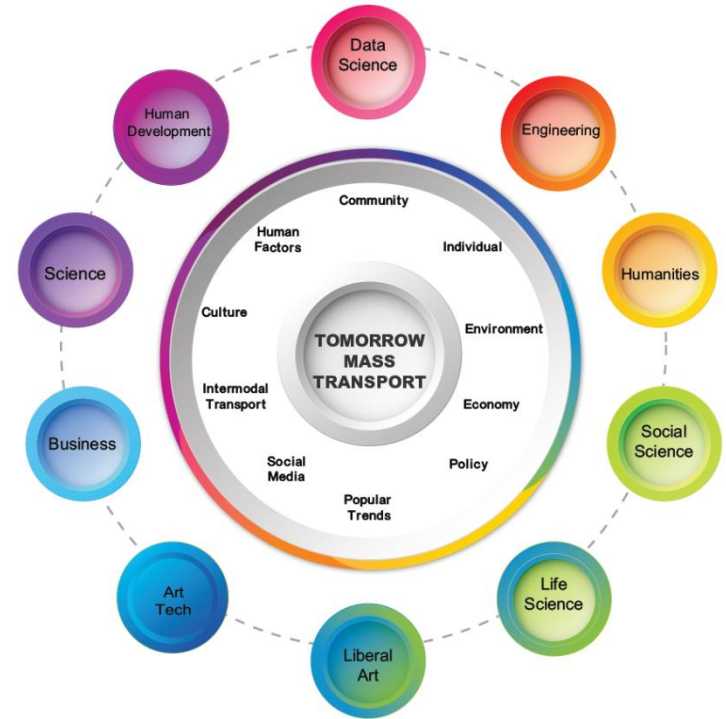 Data
Science
Engineering
Humanities
Social
Science
Life
Science
Liberal
Art
Art
Tech
Business
Science
Human
Development
Community
Individual
Environment
Economy
Policy
Popular
Trends
Social
Media
Intermodal
Transport
Culture
Human
Factors
TOMORROW
MASS
TRANSPORT